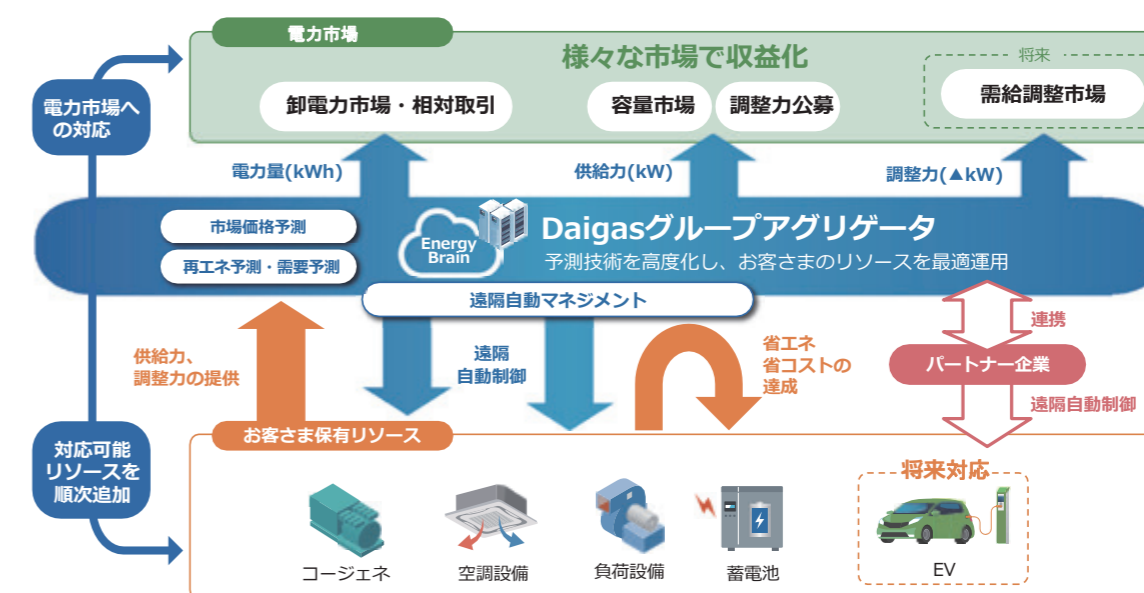 電力市場
様々な市場で収益化
将来
卸電力市場・相対取引
容量市場
調整力公募
需給調整市場
電力市場へ
の対応
電力量(kWh)
供給力(kW)
調整力(▲kW)
市場価格予測
再エネ予測・需要予測
Energy
Brain
Daigasグループアグリゲータ
予測技術を高度化し、お客さまのリソースを最適運用
遠隔自動マネジメント
供給力、
調整力の提供
遠隔
自動制御
省エネ
省コストの
達成
連携
パートナー企業
遠隔自動制御
対応可能
リソースを
順次追加
お客さま保有リソース
将来対応
コージェネ
空調設備
負荷設備
蓄電池
EV